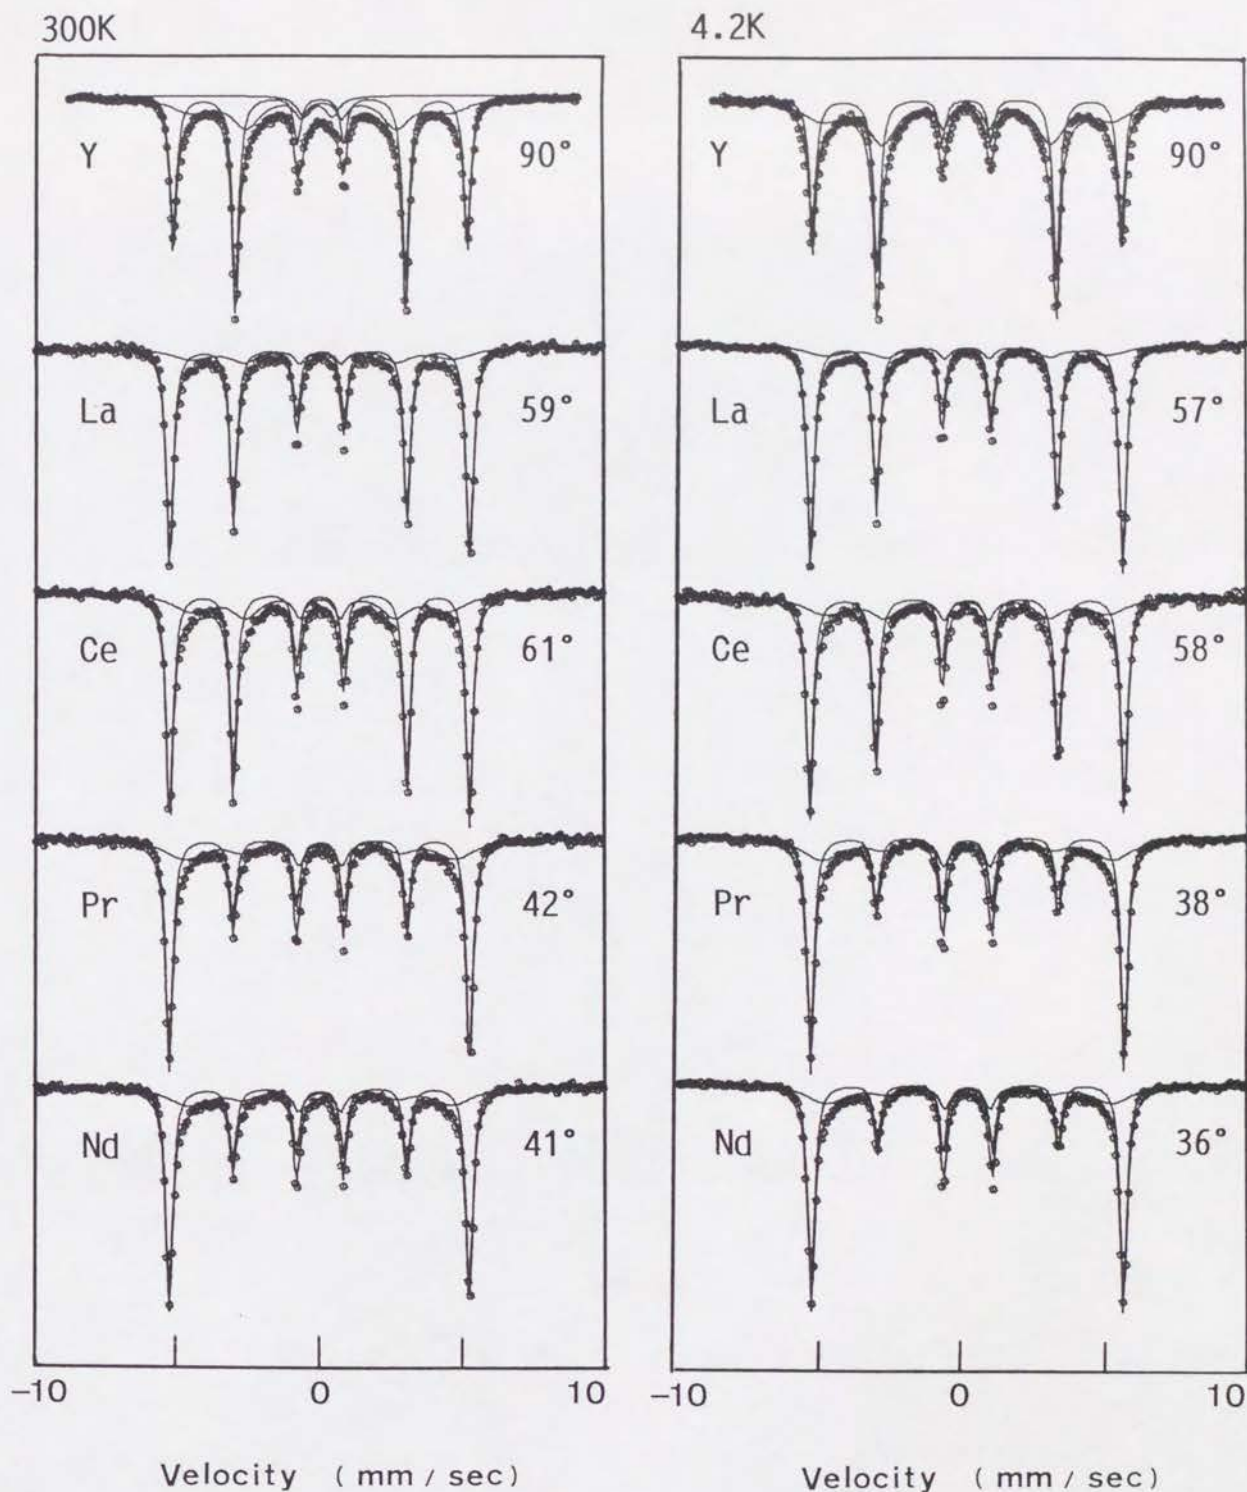 300K
Y 90°
La 59°
Ce 61°
Pr 42°
Nd 41°
-10 0 10
Velocity (mm/sec)
4.2K
Y 90°
La 57°
Ce 58°
Pr 38°
Nd 36°
-10 0 10
Velocity (mm/sec)